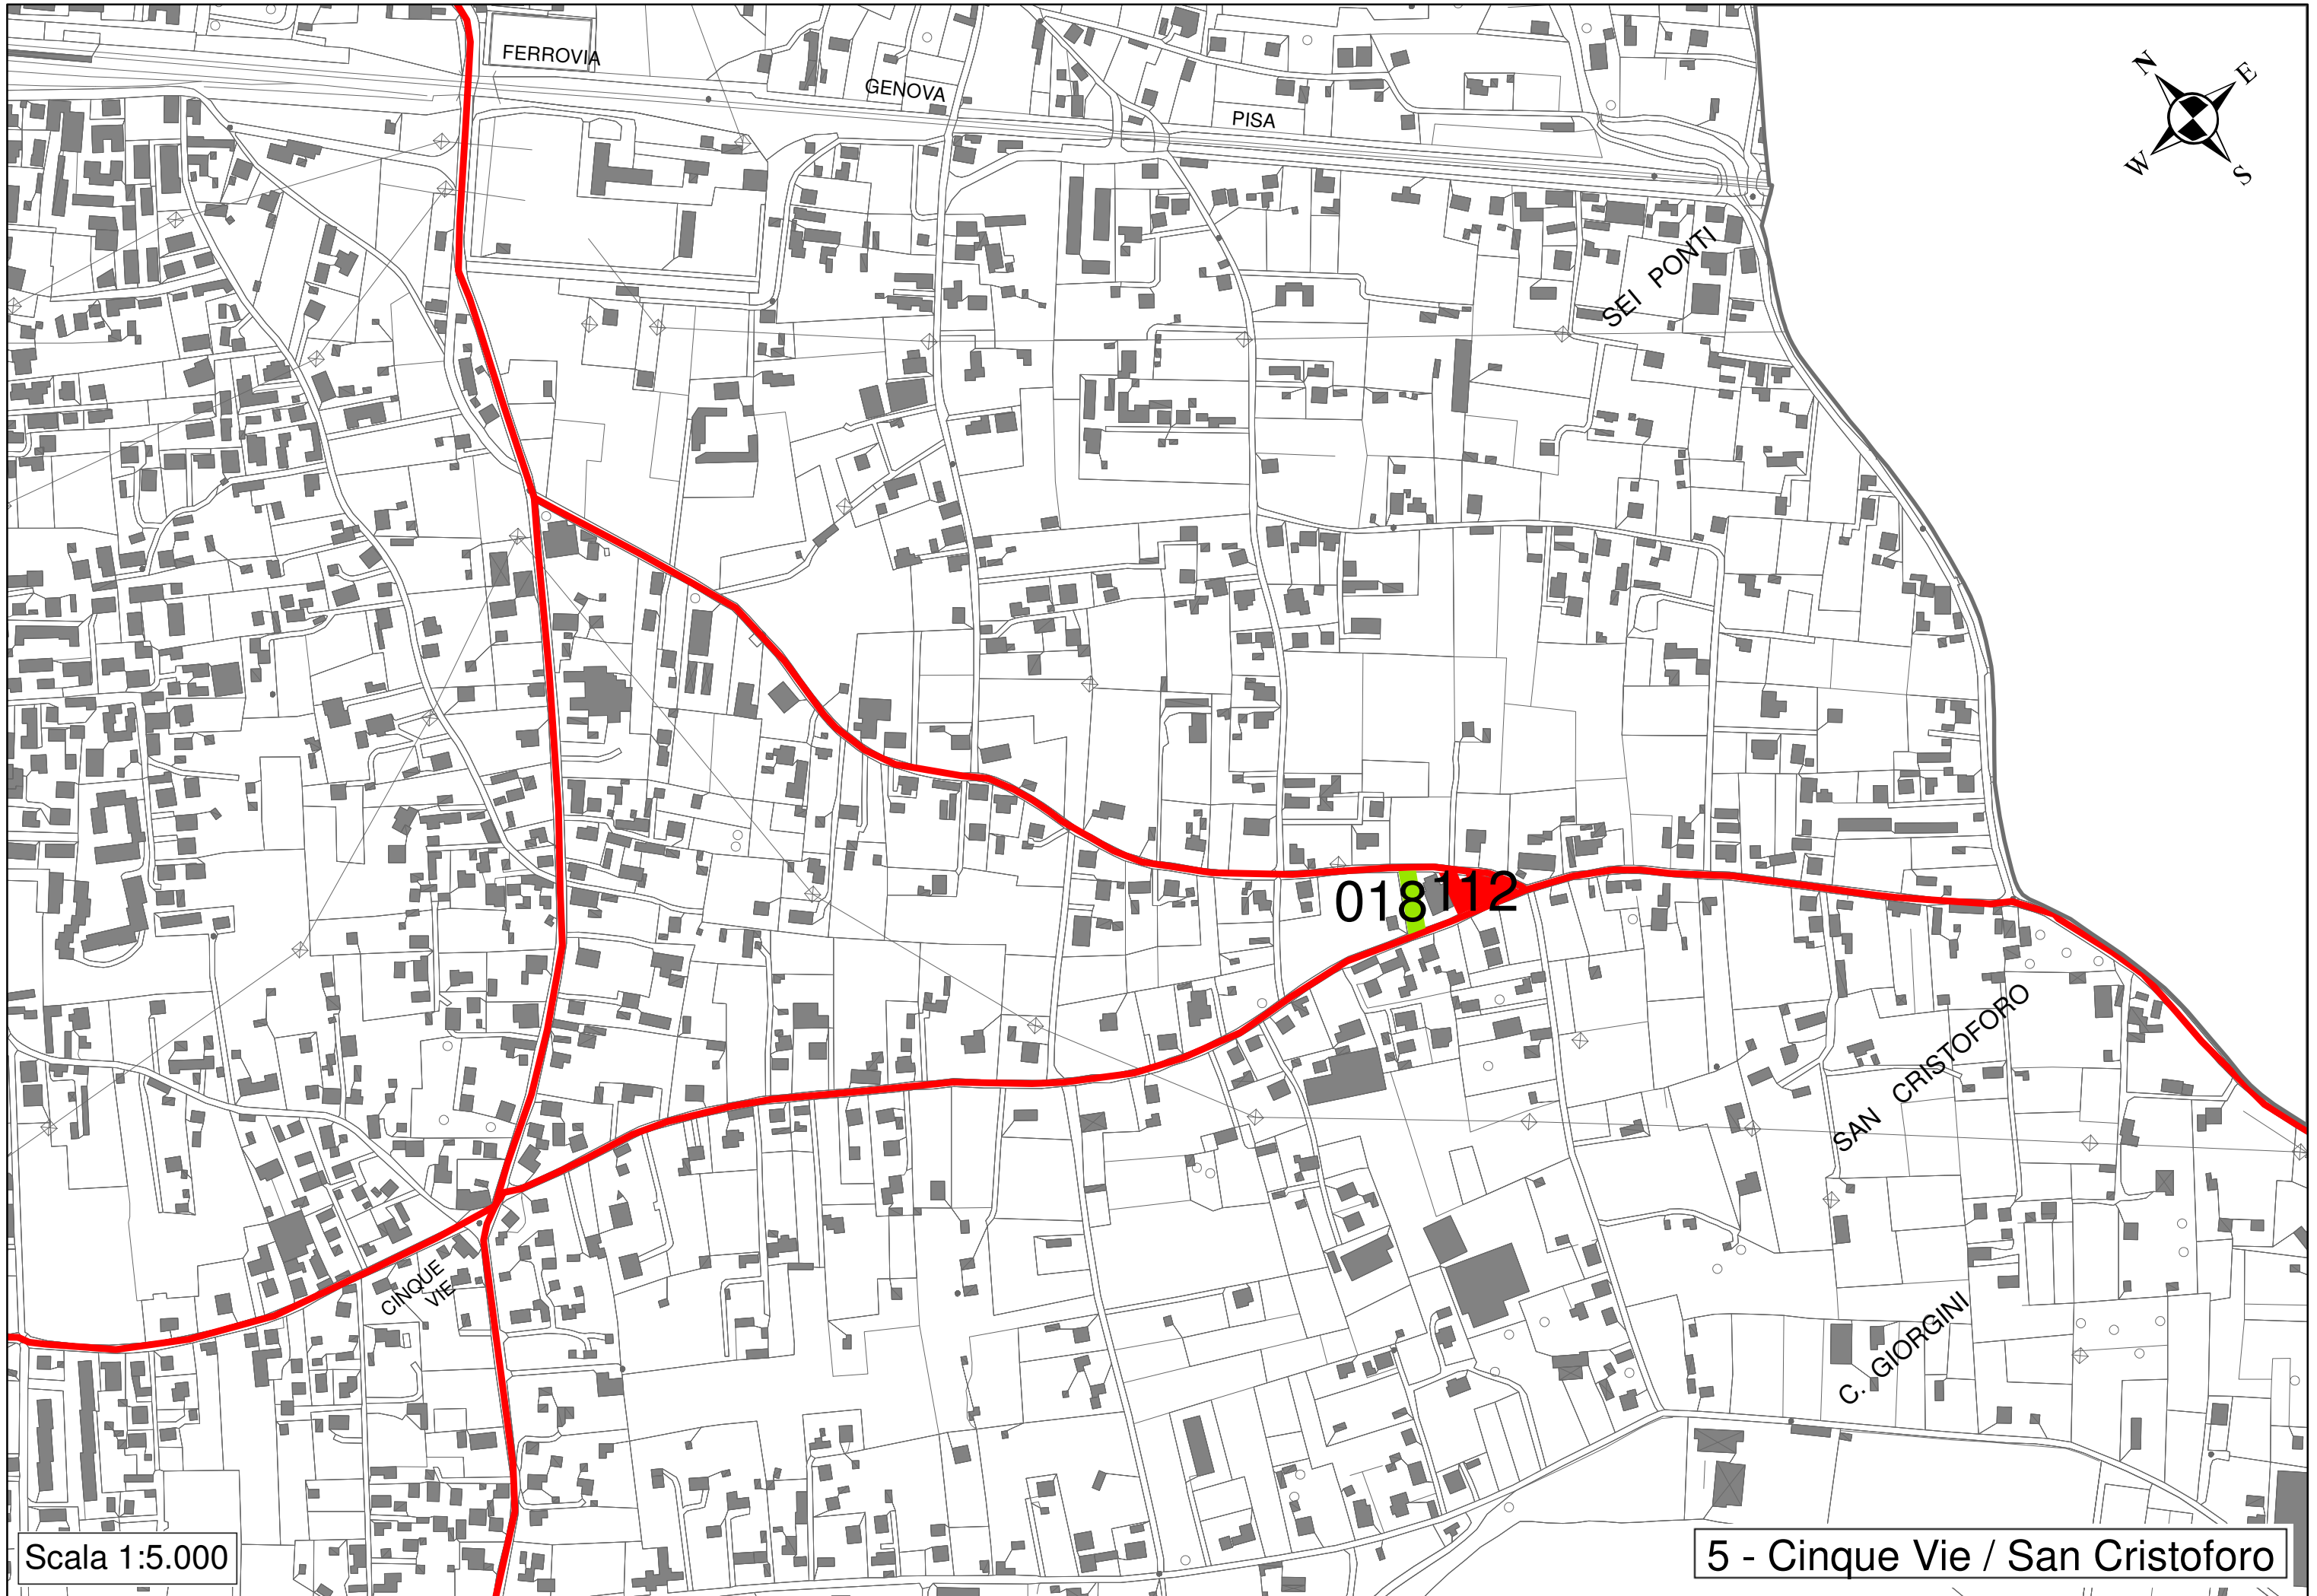 FERROVIA
GENOVA
PISA
N
E
W
S
SEI PONTI
018
112
SAN CRISTOFORO
CINQUE
VIE
C. GIORGINI
Scala 1:5.000
5 - Cinque Vie / San Cristoforo